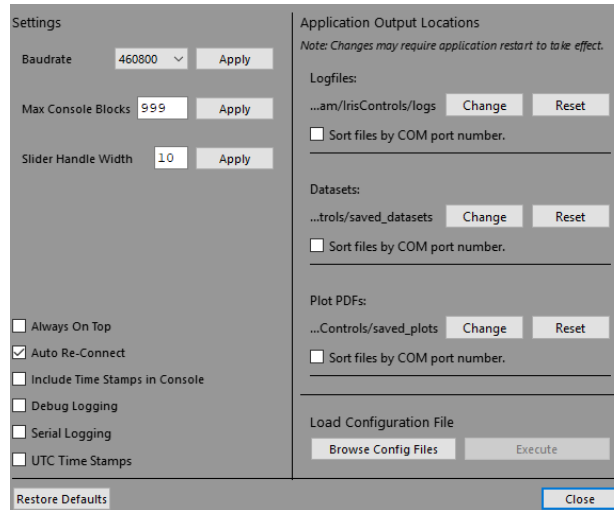 Settings
Baudrate 460800 Apply
Max Console Blocks 999 Apply
Slider Handle Width 10 Apply
Always On Top
Auto Re-Connect
Include Time Stamps in Console
Debug Logging
Serial Logging
UTC Time Stamps
Restore Defaults
Application Output Locations
Note: Changes may require application restart to take effect.
Logfiles:
...am/IrisControls/logs Change Reset
Sort files by COM port number.
Datasets:
...trols/saved_datasets Change Reset
Sort files by COM port number.
Plot PDFs:
...Controls/saved_plots Change Reset
Sort files by COM port number.
Load Configuration File
Browse Config Files Execute
Close